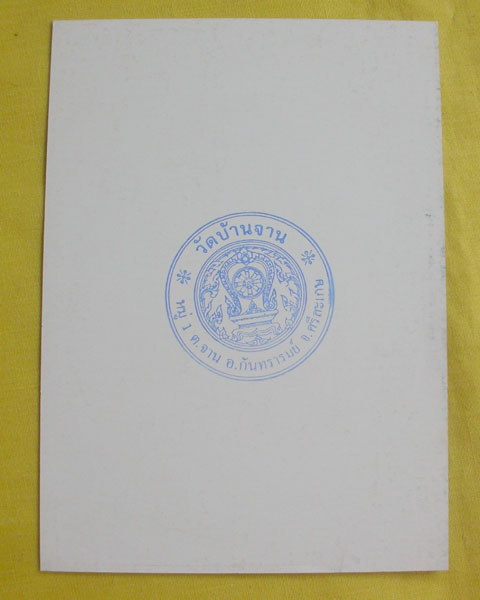 วัดบ้านจาน
หมู่ ๖ ต.จาน อ.กันทรารมย์ จ.ศรีสะเกษ